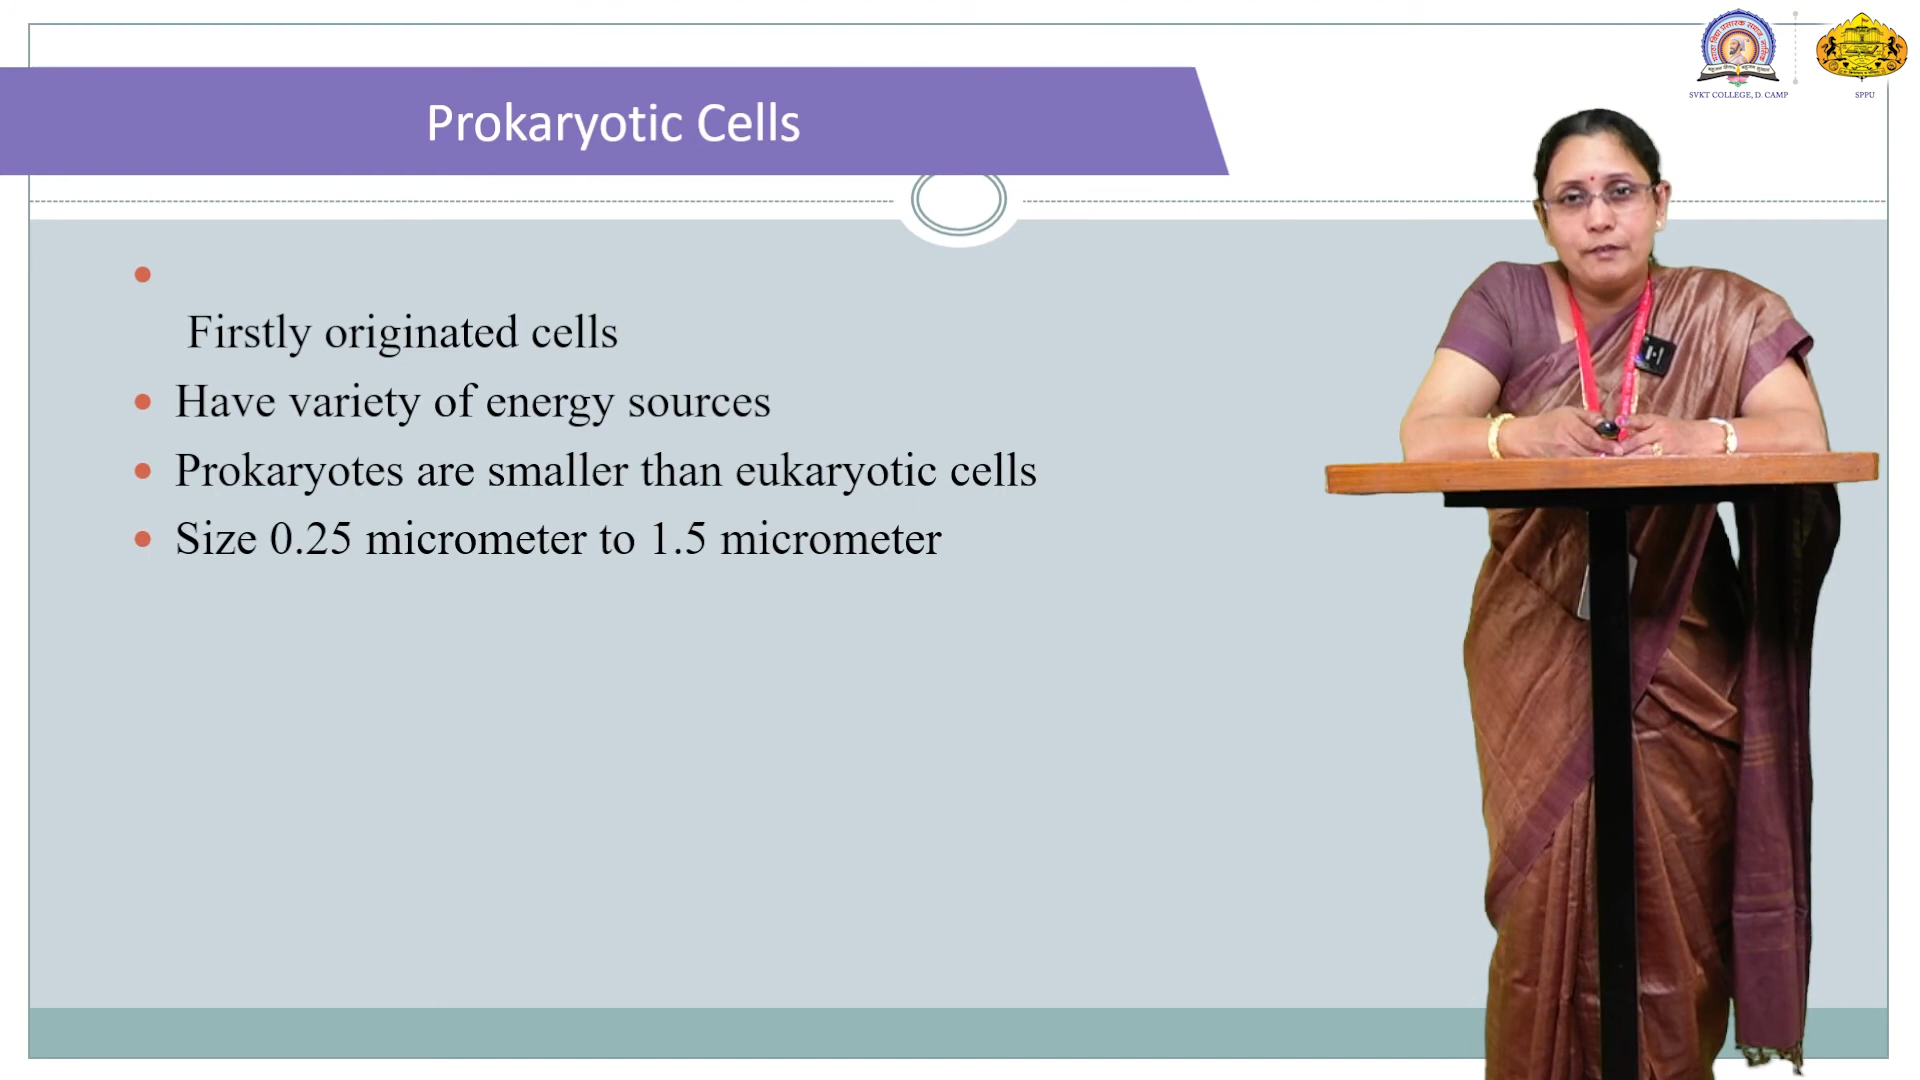 Prokaryotic Cells
SVKT COLLEGE, D. CAMP
SPPU
Firstly originated cells
Have variety of energy sources
Prokaryotes are smaller than eukaryotic cells
Size 0.25 micrometer to 1.5 micrometer